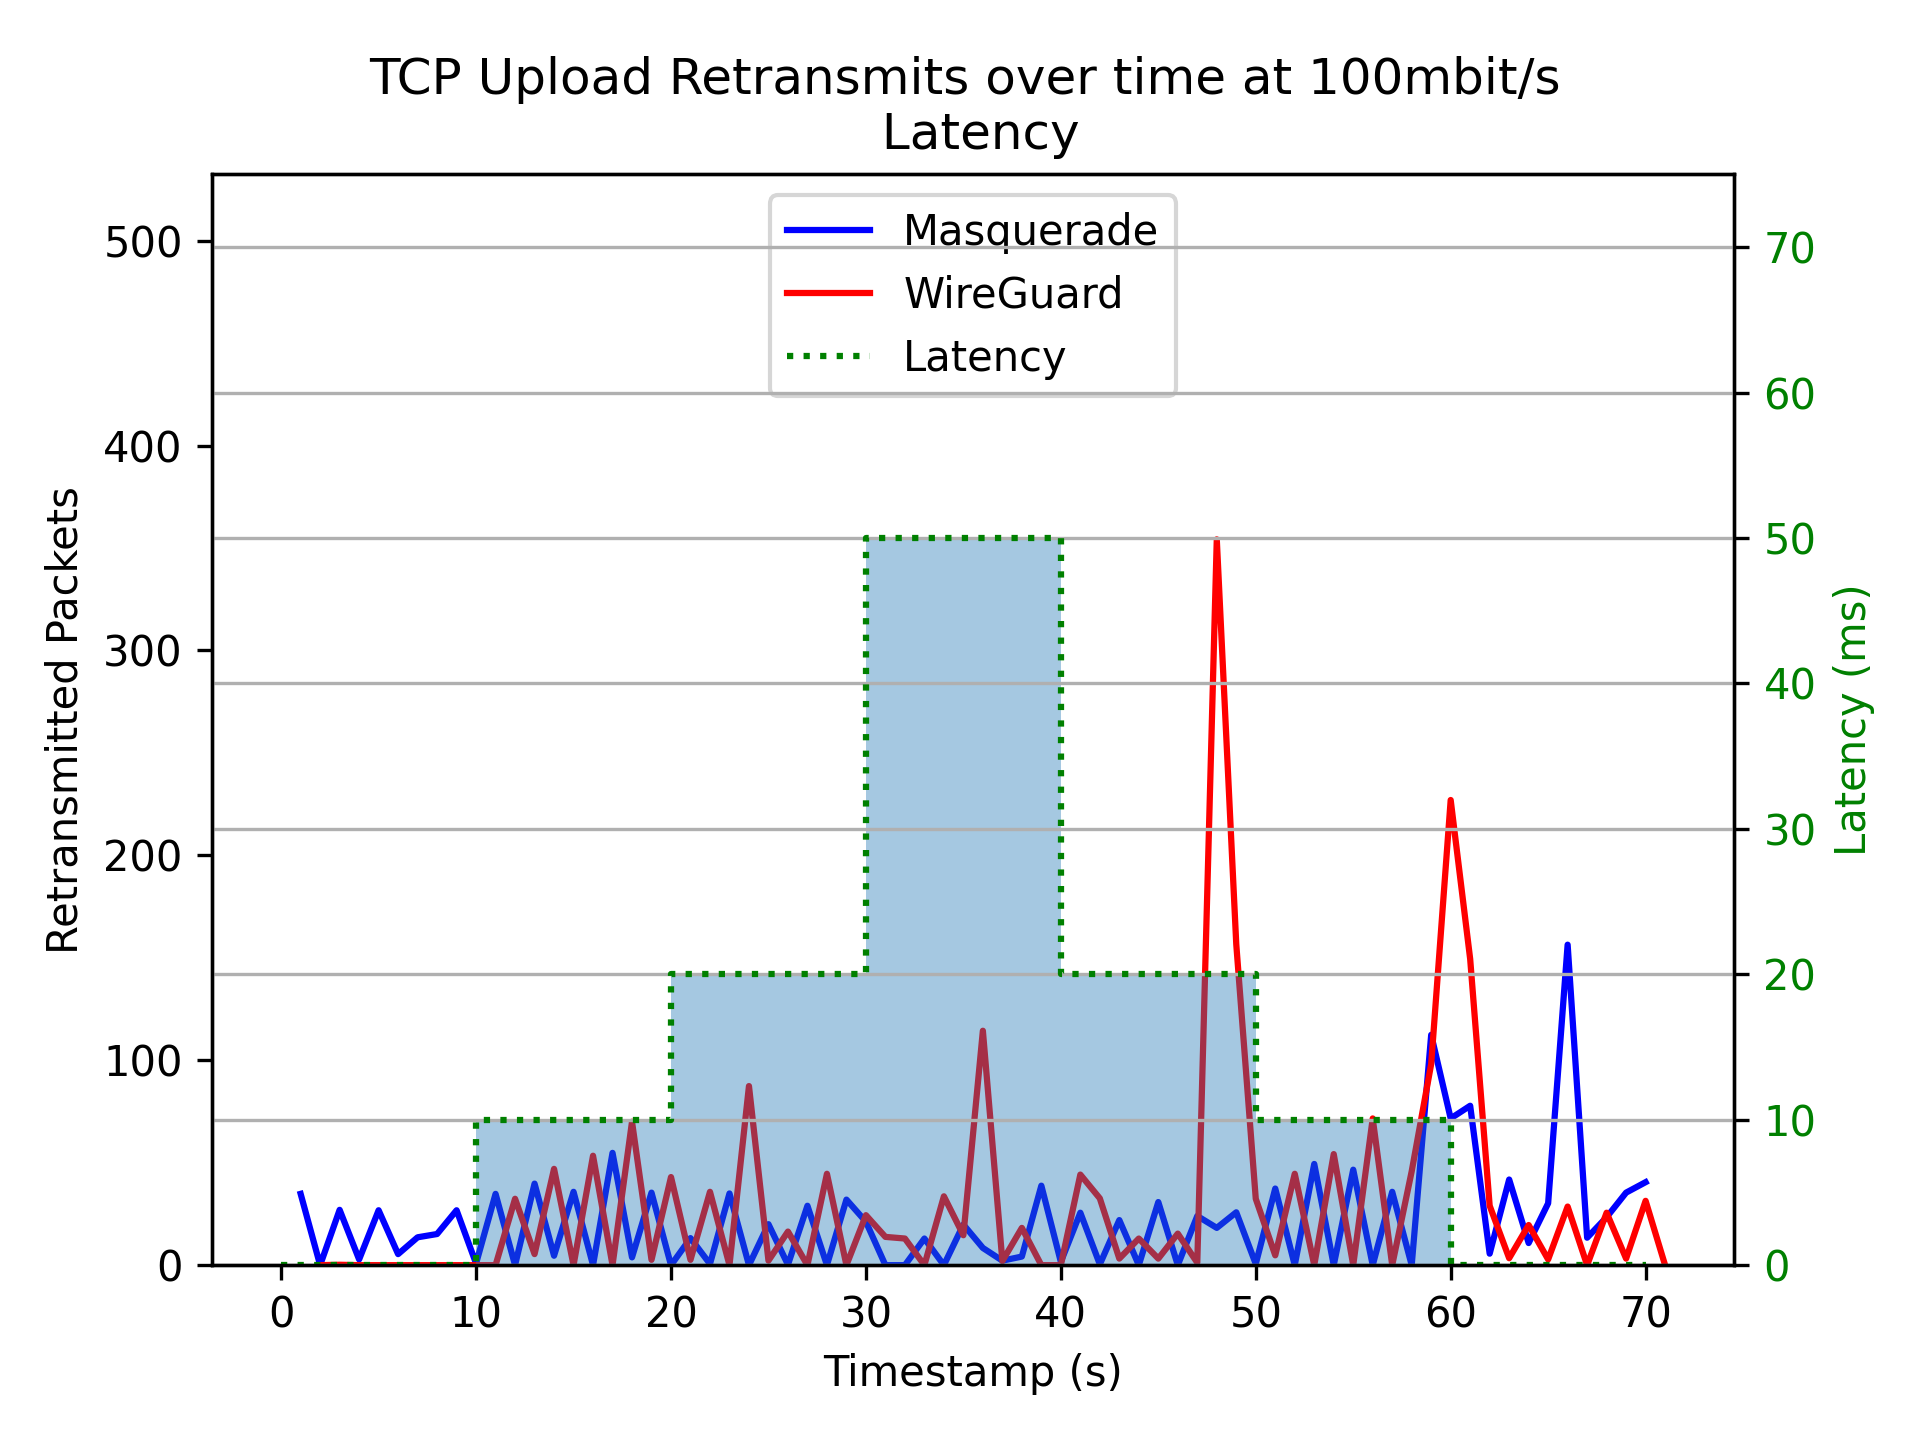 TCP Upload Retransmits over time at 100mbit/s
Latency
Masquerade
WireGuard
Latency
500
400
300
200
100
0
Retransmitted Packets
70
60
50
40
30
20
10
0
Latency (ms)
0 10 20 30 40 50 60 70
Timestamp (s)